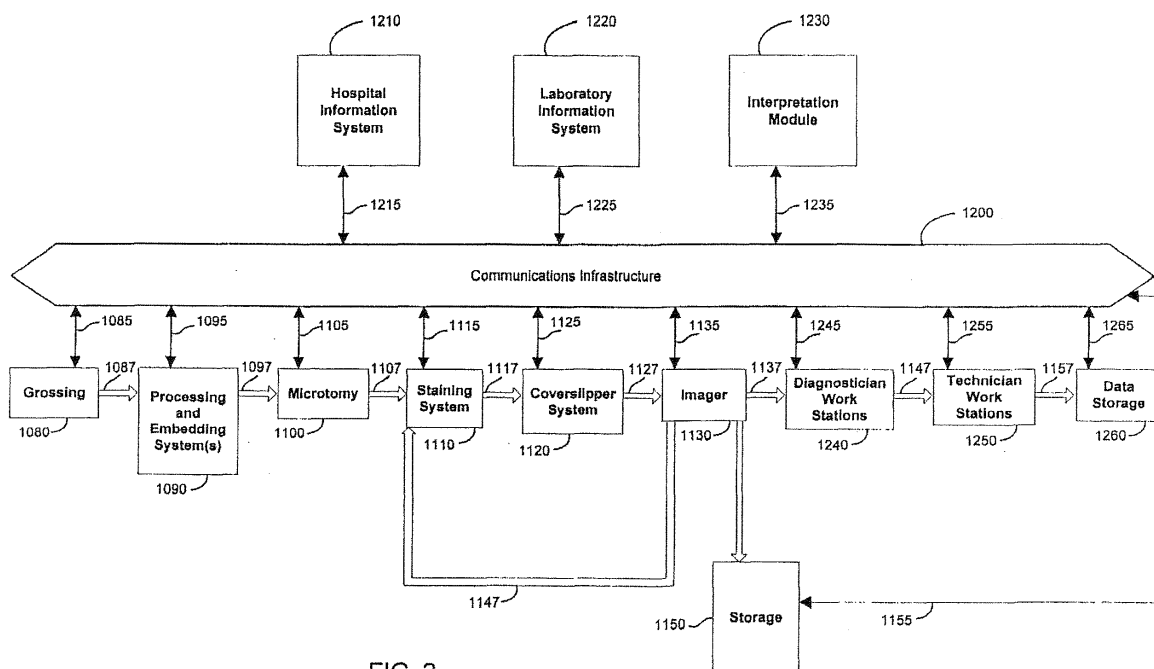 1210
1220
1230
Hospital
Information
System
Laboratory
Information
System
Interpretation
Module
1215
1225
1235
1200
Communications Infrastructure
1085
1095
1105
1115
1125
1135
1245
1255
1265
Grossing
1087
Processing
and
Embedding
System(s)
1097
Microtomy
1107
Staining
System
1117
Coverslipper
System
1127
Imager
1137
Diagnostician
Work
Stations
1147
Technician
Work
Stations
1157
Data
Storage
1080
1090
1100
1110
1120
1130
1240
1250
1260
1147
1150
Storage
1155
FIG. 2